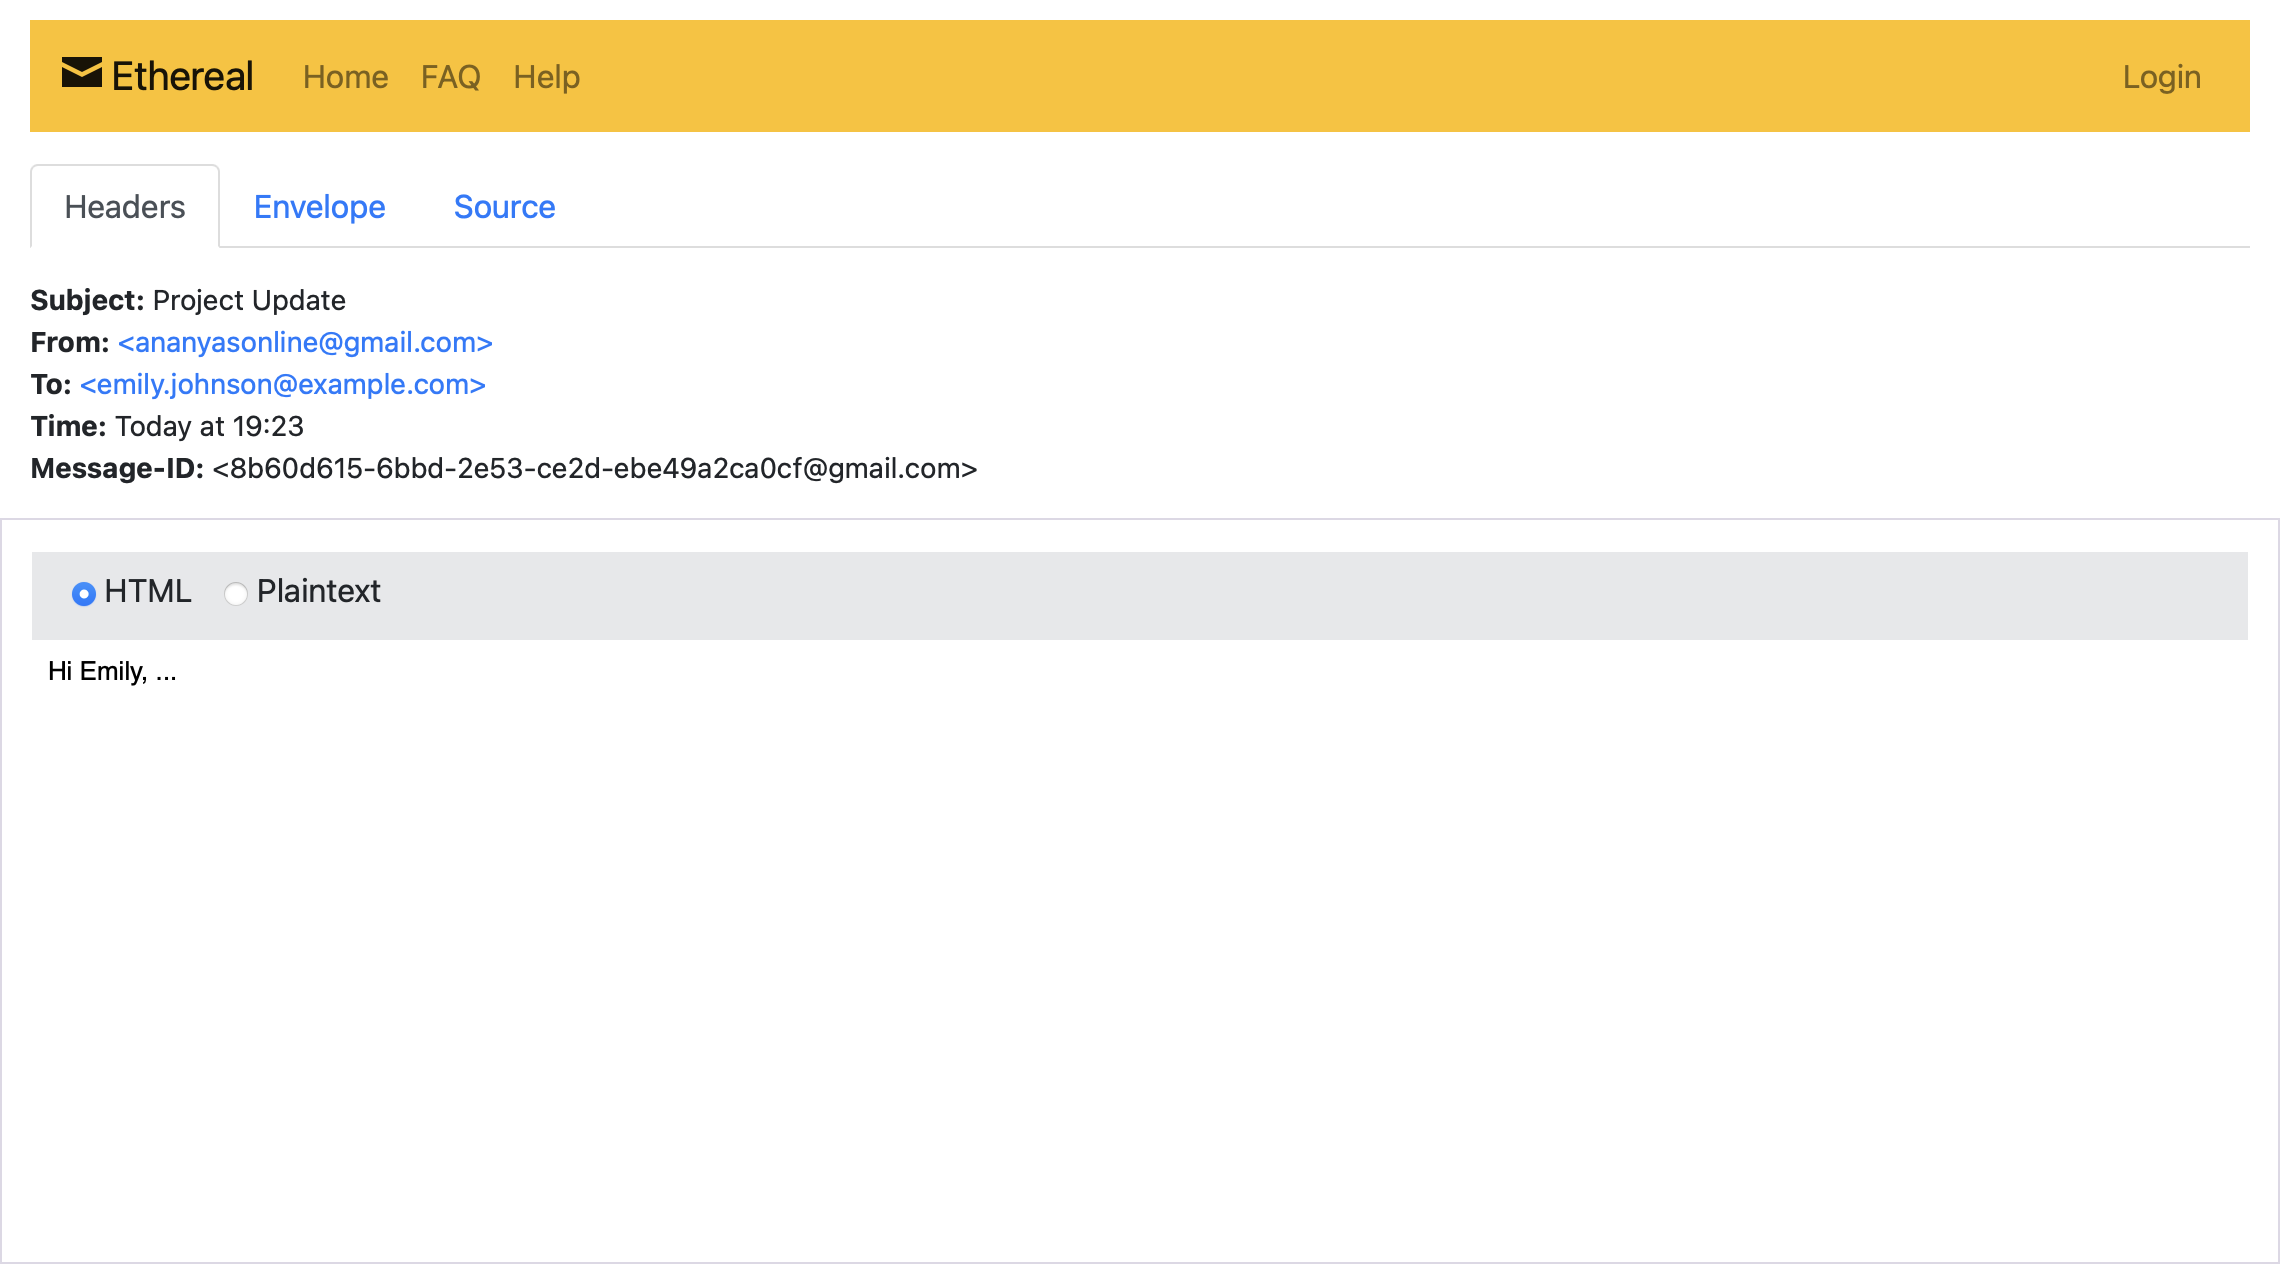 Ethereal Home FAQ Help Login
Headers Envelope Source
Subject: Project Update
From: <ananyasonline@gmail.com>
To: <emily.johnson@example.com>
Time: Today at 19:23
Message-ID: <8b60d615-6bbd-2e53-ce2d-ebe49a2ca0cf@gmail.com>
HTML Plaintext
Hi Emily, ...